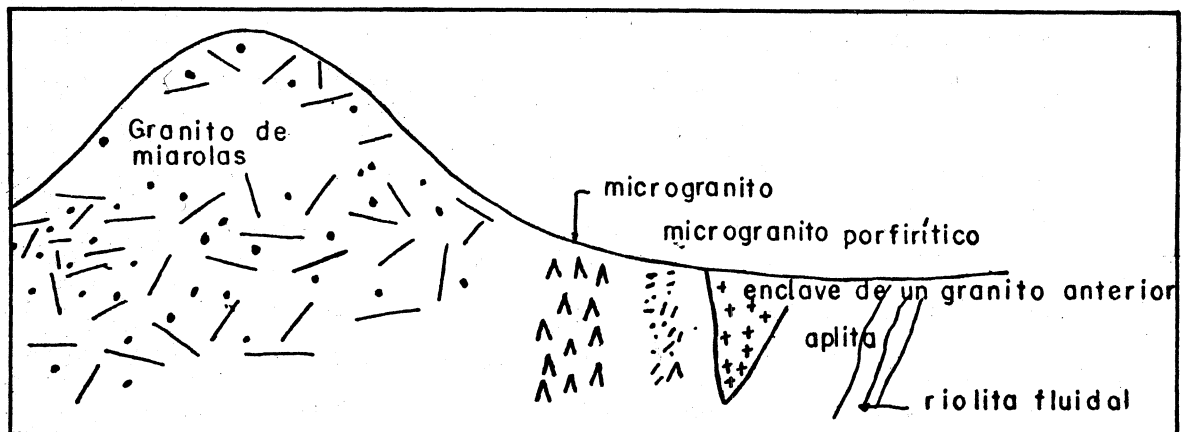 Granito de
miarolas
microgranito
microgranito porfirítico
enclave de un granito anterior
aplita
riolita fluidal